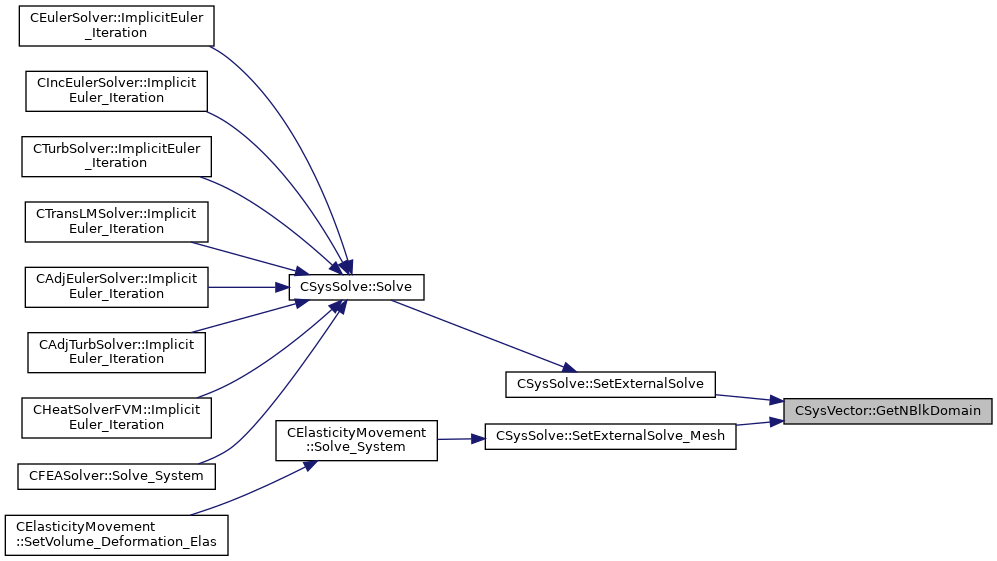 CEulerSolver::ImplicitEuler
_Iteration
CIncEulerSolver::Implicit
Euler_Iteration
CTurbSolver::ImplicitEuler
_Iteration
CTransLMSolver::Implicit
Euler_Iteration
CAdjEulerSolver::Implicit
Euler_Iteration
CAdjTurbSolver::Implicit
Euler_Iteration
CHeatSolverFVM::Implicit
Euler_Iteration
CFEASolver::Solve_System
CElasticityMovement
::SetVolume_Deformation_Elas
CSysSolve::Solve
CElasticityMovement
::Solve_System
CSysSolve::SetExternalSolve
CSysSolve::SetExternalSolve_Mesh
CSysVector::GetNBlkDomain